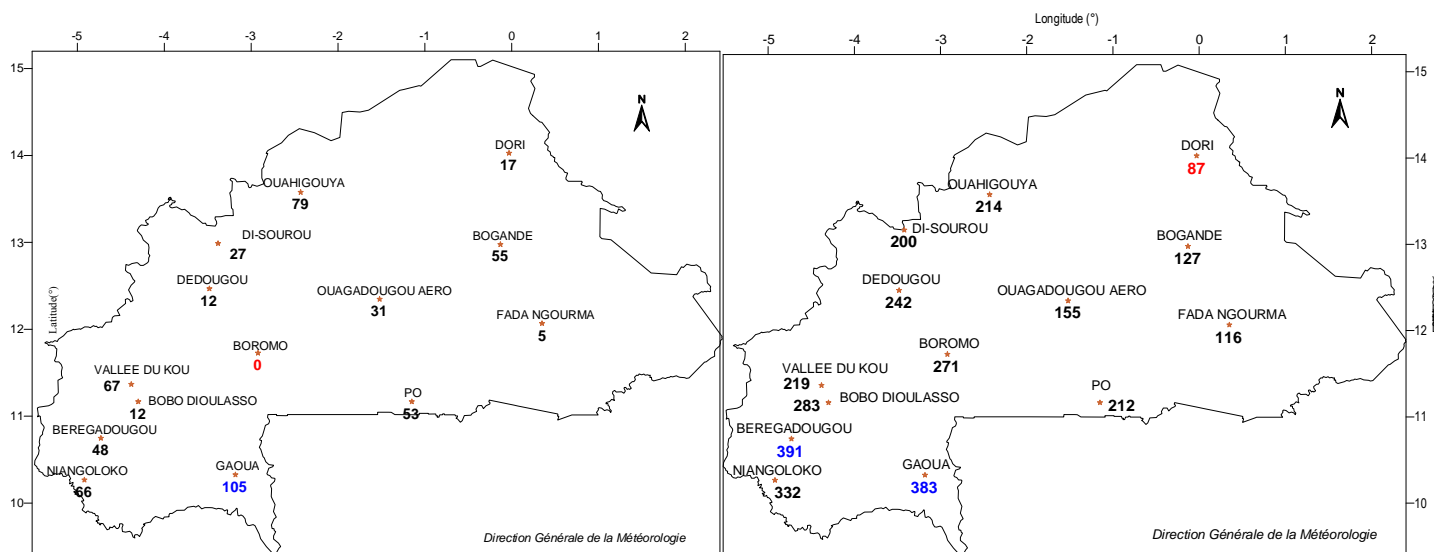 -5 -4 -3 -2 -1 0 1 2
15
14
13
12
11
10
Latitude(°)
N
DORI
17
OUAHIGOUYA
79
DI-SOUROU
27
BOGANDE
55
DEDOUGOU
12
OUAGADOUGOU AERO
31
FADA NGOURMA
5
BOROMO
0
VALLEE DU KOU
67
BOBO DIOULASSO
12
PO
53
BEREGADOUGOU
48
NIANGOLOKO
66
GAOUA
105
Direction Générale de la Météorologie
Longitude (°)
-5 -4 -3 -2 -1 0 1 2
15
14
13
12
11
10
N
DORI
87
OUAHIGOUYA
214
DI-SOUROU
200
BOGANDE
127
DEDOUGOU
242
OUAGADOUGOU AERO
155
FADA NGOURMA
116
BOROMO
271
VALLEE DU KOU
219
BOBO DIOULASSO
283
PO
212
BEREGADOUGOU
391
NIANGOLOKO
332
GAOUA
383
Direction Générale de la Météorologie